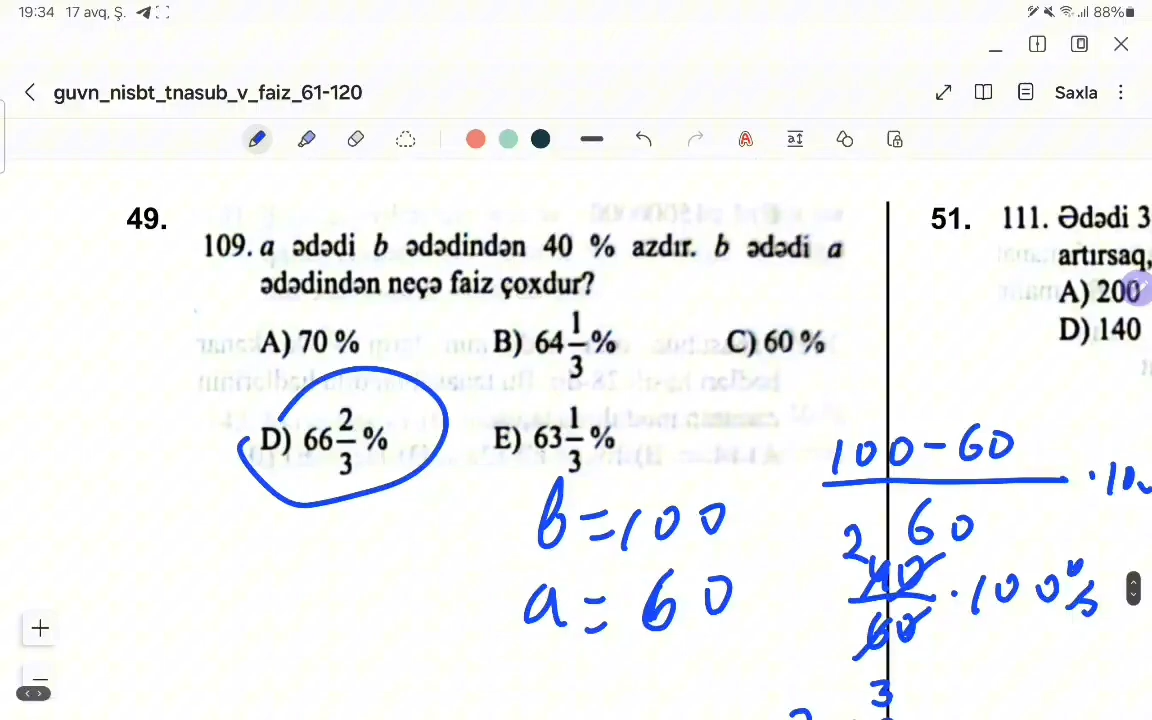 19:34 17 avq, Ş. 88%
guvn_nisbt_tnasub_v_faiz_61-120
Saxla
49.
109. a ədədi b ədədindən 40 % azdır. b ədədi a
ədədindən neçə faiz çoxdur?
A) 70 % B) 64 1/3 % C) 60 %
D) 66 2/3 % E) 63 1/3 %
b = 100
a = 60
100 - 60
60
2
40
60
3
· 100%
51. 111. Ədədi 3
artırsaq,
A) 200
D) 140